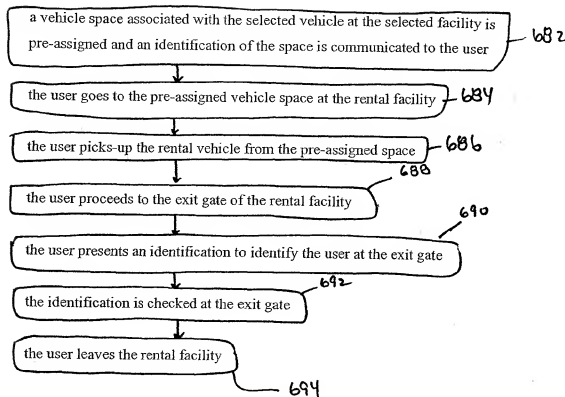 a vehicle space associated with the selected vehicle at the selected facility is
pre-assigned and an identification of the space is communicated to the user
682
the user goes to the pre-assigned vehicle space at the rental facility
684
the user picks-up the rental vehicle from the pre-assigned space
686
688
the user proceeds to the exit gate of the rental facility
690
the user presents an identification to identify the user at the exit gate
692
the identification is checked at the exit gate
the user leaves the rental facility
694